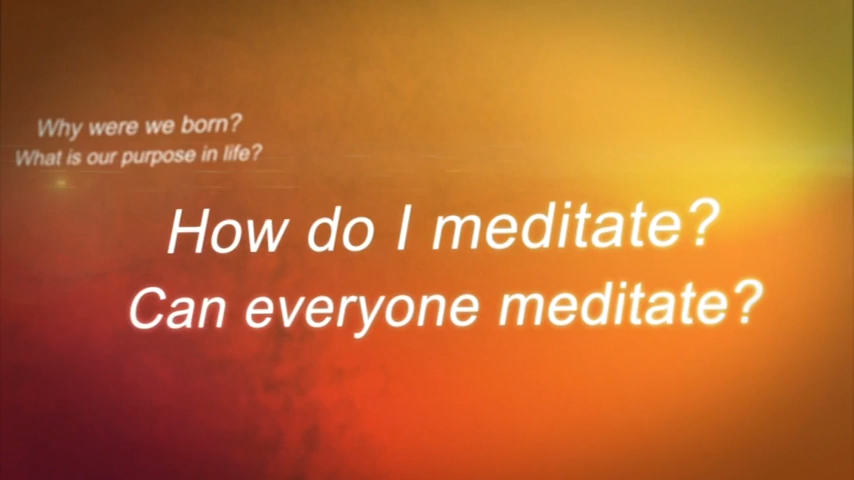 Why were we born?
What is our purpose in life?
How do I meditate?
Can everyone meditate?